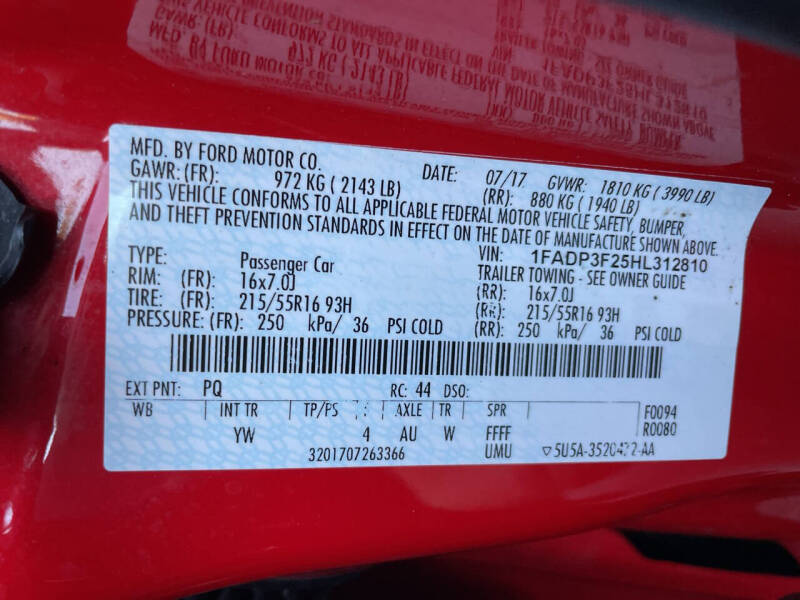 MFD. BY FORD MOTOR CO. DATE: 07/17 GVWR: 1810 KG ( 3990 LB)
GAWR: (FR): 972 KG ( 2143 LB) (RR): 880 KG ( 1940 LB)
THIS VEHICLE CONFORMS TO ALL APPLICABLE FEDERAL MOTOR VEHICLE SAFETY, BUMPER,
AND THEFT PREVENTION STANDARDS IN EFFECT ON THE DATE OF MANUFACTURE SHOWN ABOVE.
VIN: 1FADP3F25HL312810
TYPE: Passenger Car TRAILER TOWING - SEE OWNER GUIDE
RIM: (FR): 16x7.0J (RR): 16x7.0J
TIRE: (FR): 215/55R16 93H (RR): 215/55R16 93H
PRESSURE: (FR): 250 kPa/ 36 PSI COLD (RR): 250 kPa/ 36 PSI COLD
EXT PNT: PQ RC: 44 DSO:
WB INT TR TP/PS AXLE TR SPR F0094
YW 4 AU W FFFF R0080
3201707263366 UMU 5U5A-3520472-AA